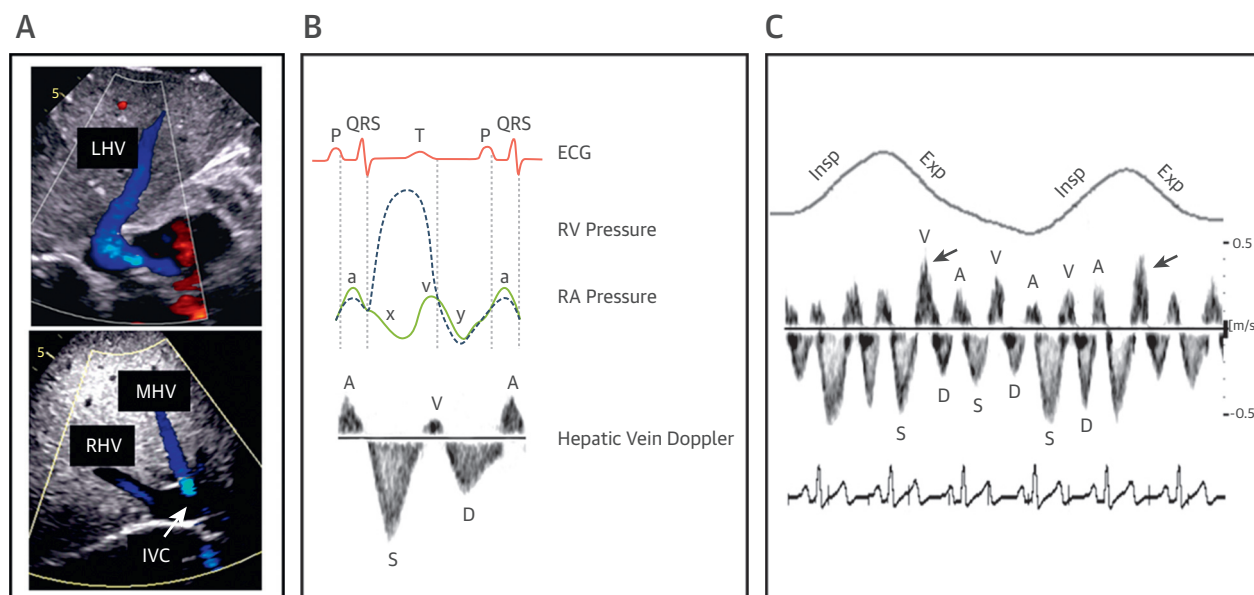 A
5
LHV
5
MHV
RHV
IVC
B
P QRS T P QRS
ECG
RV Pressure
a v a
RA Pressure
x y
A V A
Hepatic Vein Doppler
D
S
C
Insp Exp Insp Exp
0.5
V
A V A V A
[m/s
D S D S D
S
-0.5